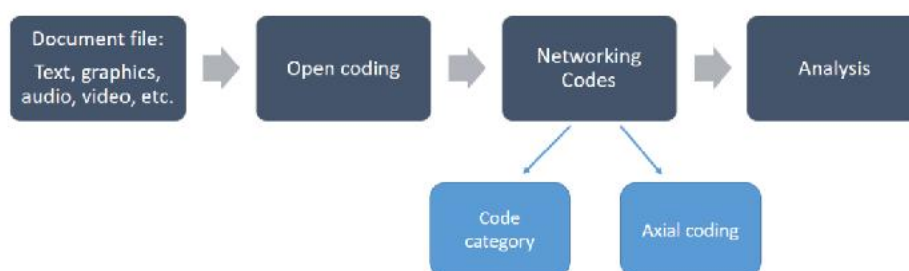 Document file:
Text, graphics,
audio, video, etc.
Open coding
Networking
Codes
Analysis
Code
category
Axial coding